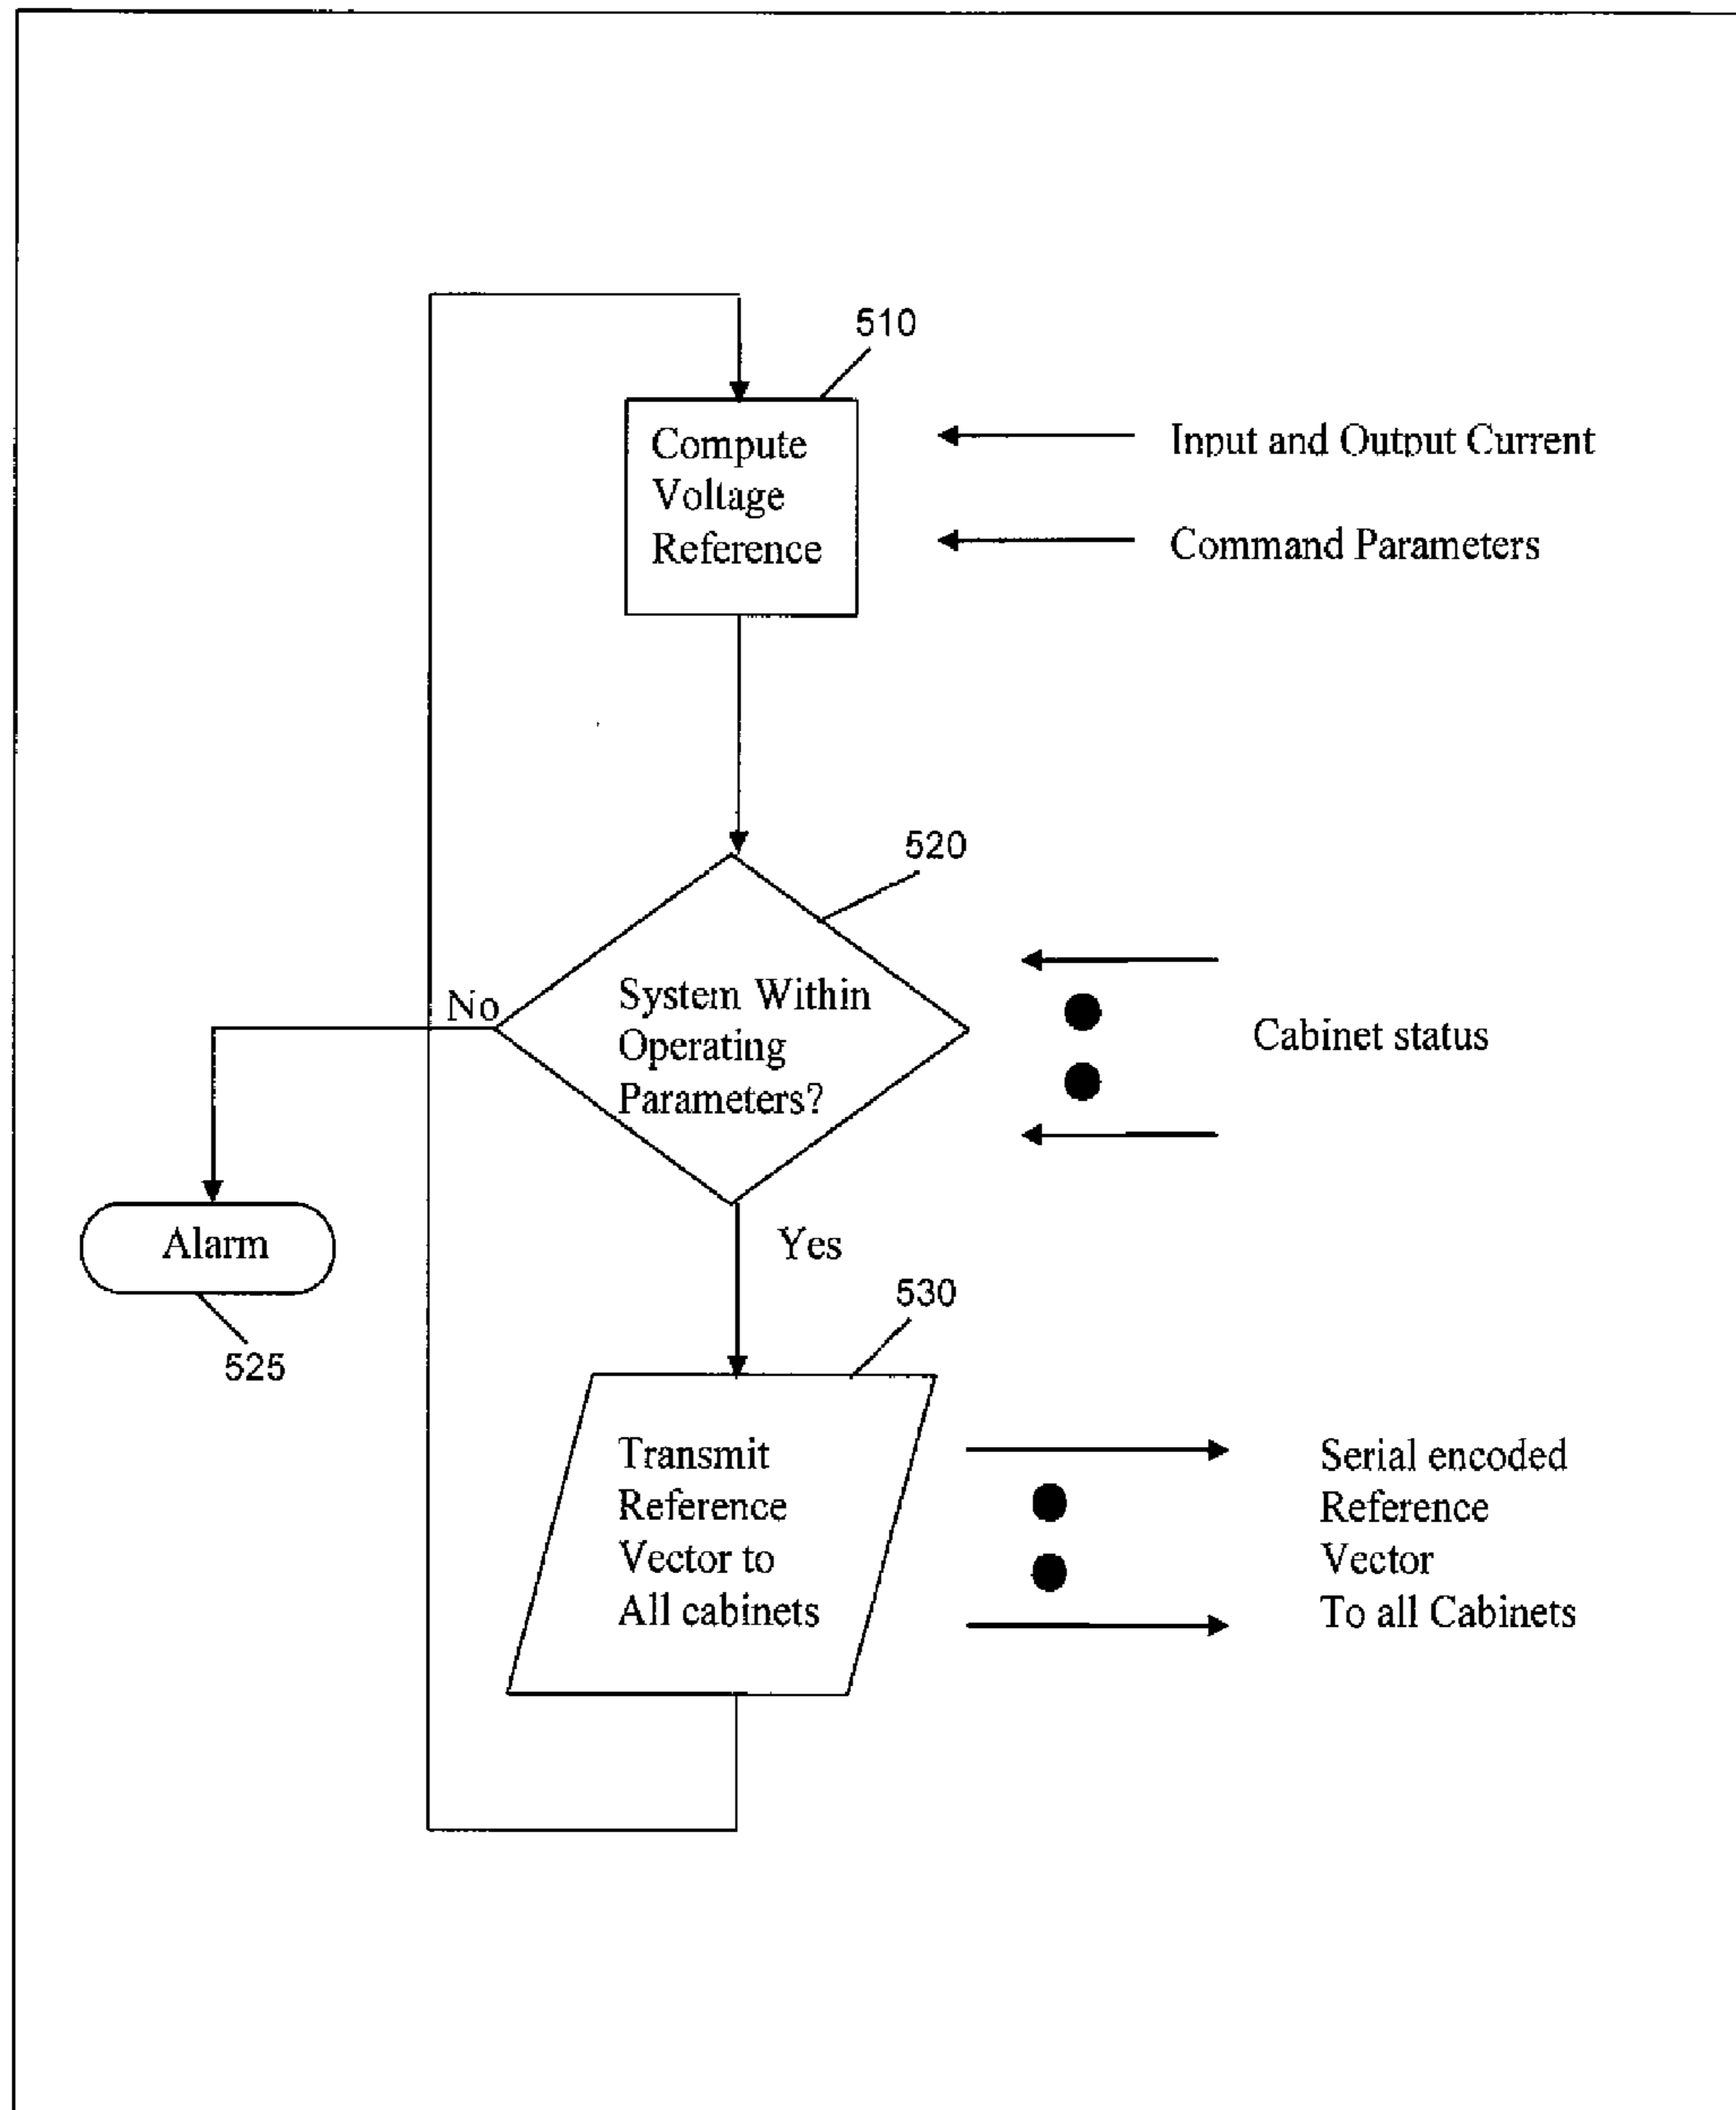 510
Compute
Voltage
Reference
Input and Output Current
Command Parameters
520
System Within
Operating
Parameters?
No
Cabinet status
Yes
Alarm
525
530
Transmit
Reference
Vector to
All cabinets
Serial encoded
Reference
Vector
To all Cabinets